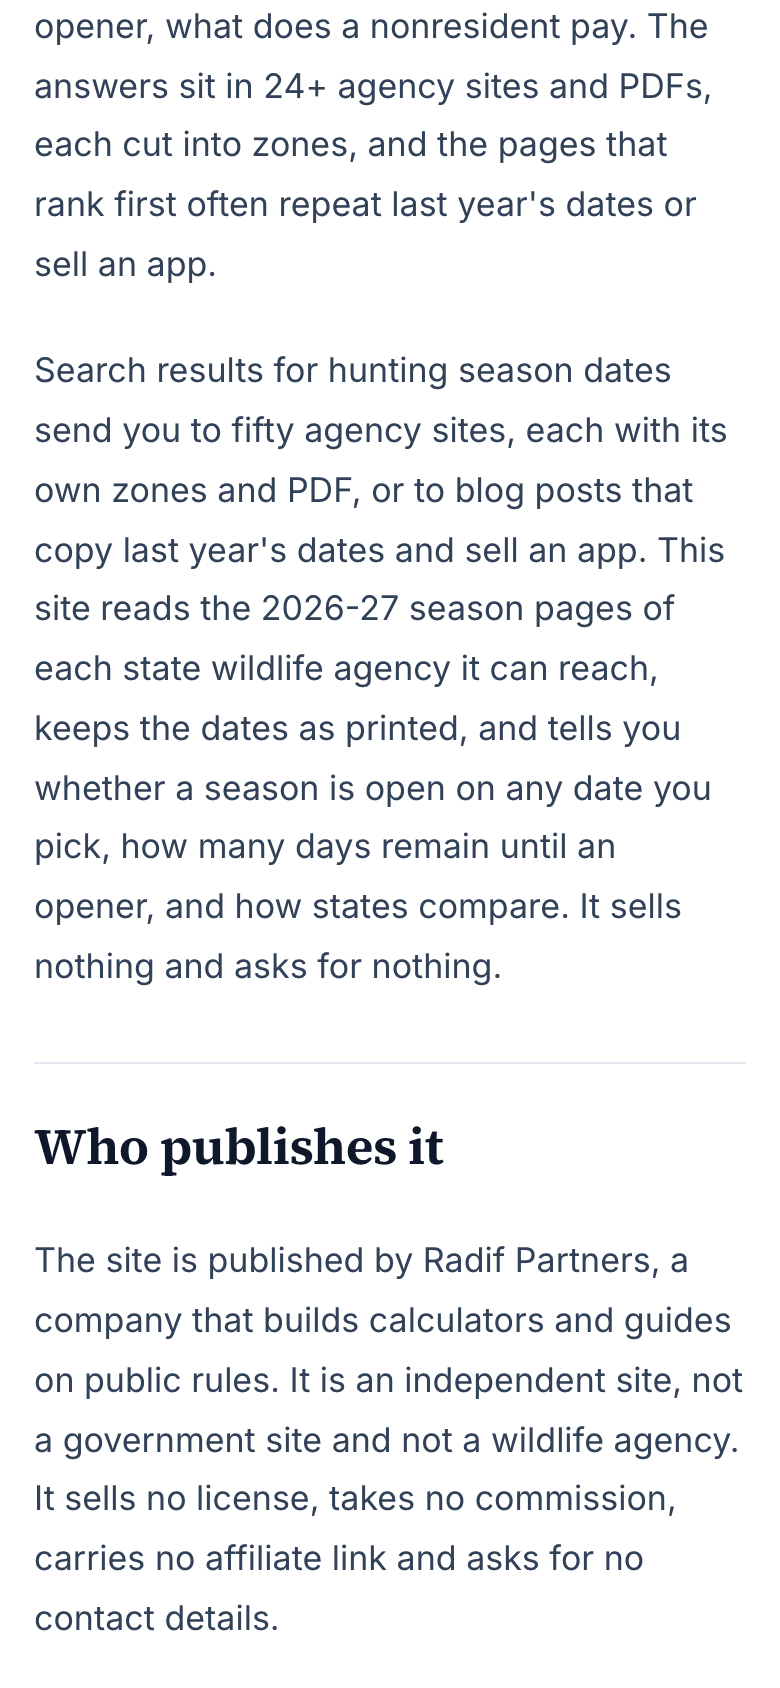 opener, what does a nonresident pay. The
answers sit in 24+ agency sites and PDFs,
each cut into zones, and the pages that
rank first often repeat last year's dates or
sell an app.
Search results for hunting season dates
send you to fifty agency sites, each with its
own zones and PDF, or to blog posts that
copy last year's dates and sell an app. This
site reads the 2026-27 season pages of
each state wildlife agency it can reach,
keeps the dates as printed, and tells you
whether a season is open on any date you
pick, how many days remain until an
opener, and how states compare. It sells
nothing and asks for nothing.
Who publishes it
The site is published by Radif Partners, a
company that builds calculators and guides
on public rules. It is an independent site, not
a government site and not a wildlife agency.
It sells no license, takes no commission,
carries no affiliate link and asks for no
contact details.